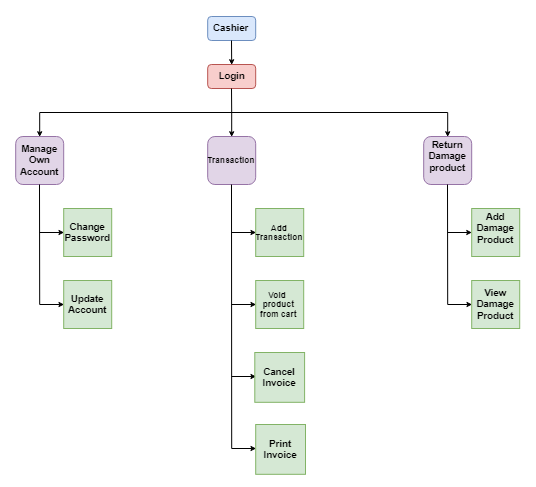 Cashier
Login
Manage
Own
Account
Transaction
Return
Damage
product
Change
Password
Add
Transaction
Add
Damage
Product
Update
Account
Void
product
from cart
View
Damage
Product
Cancel
Invoice
Print
Invoice